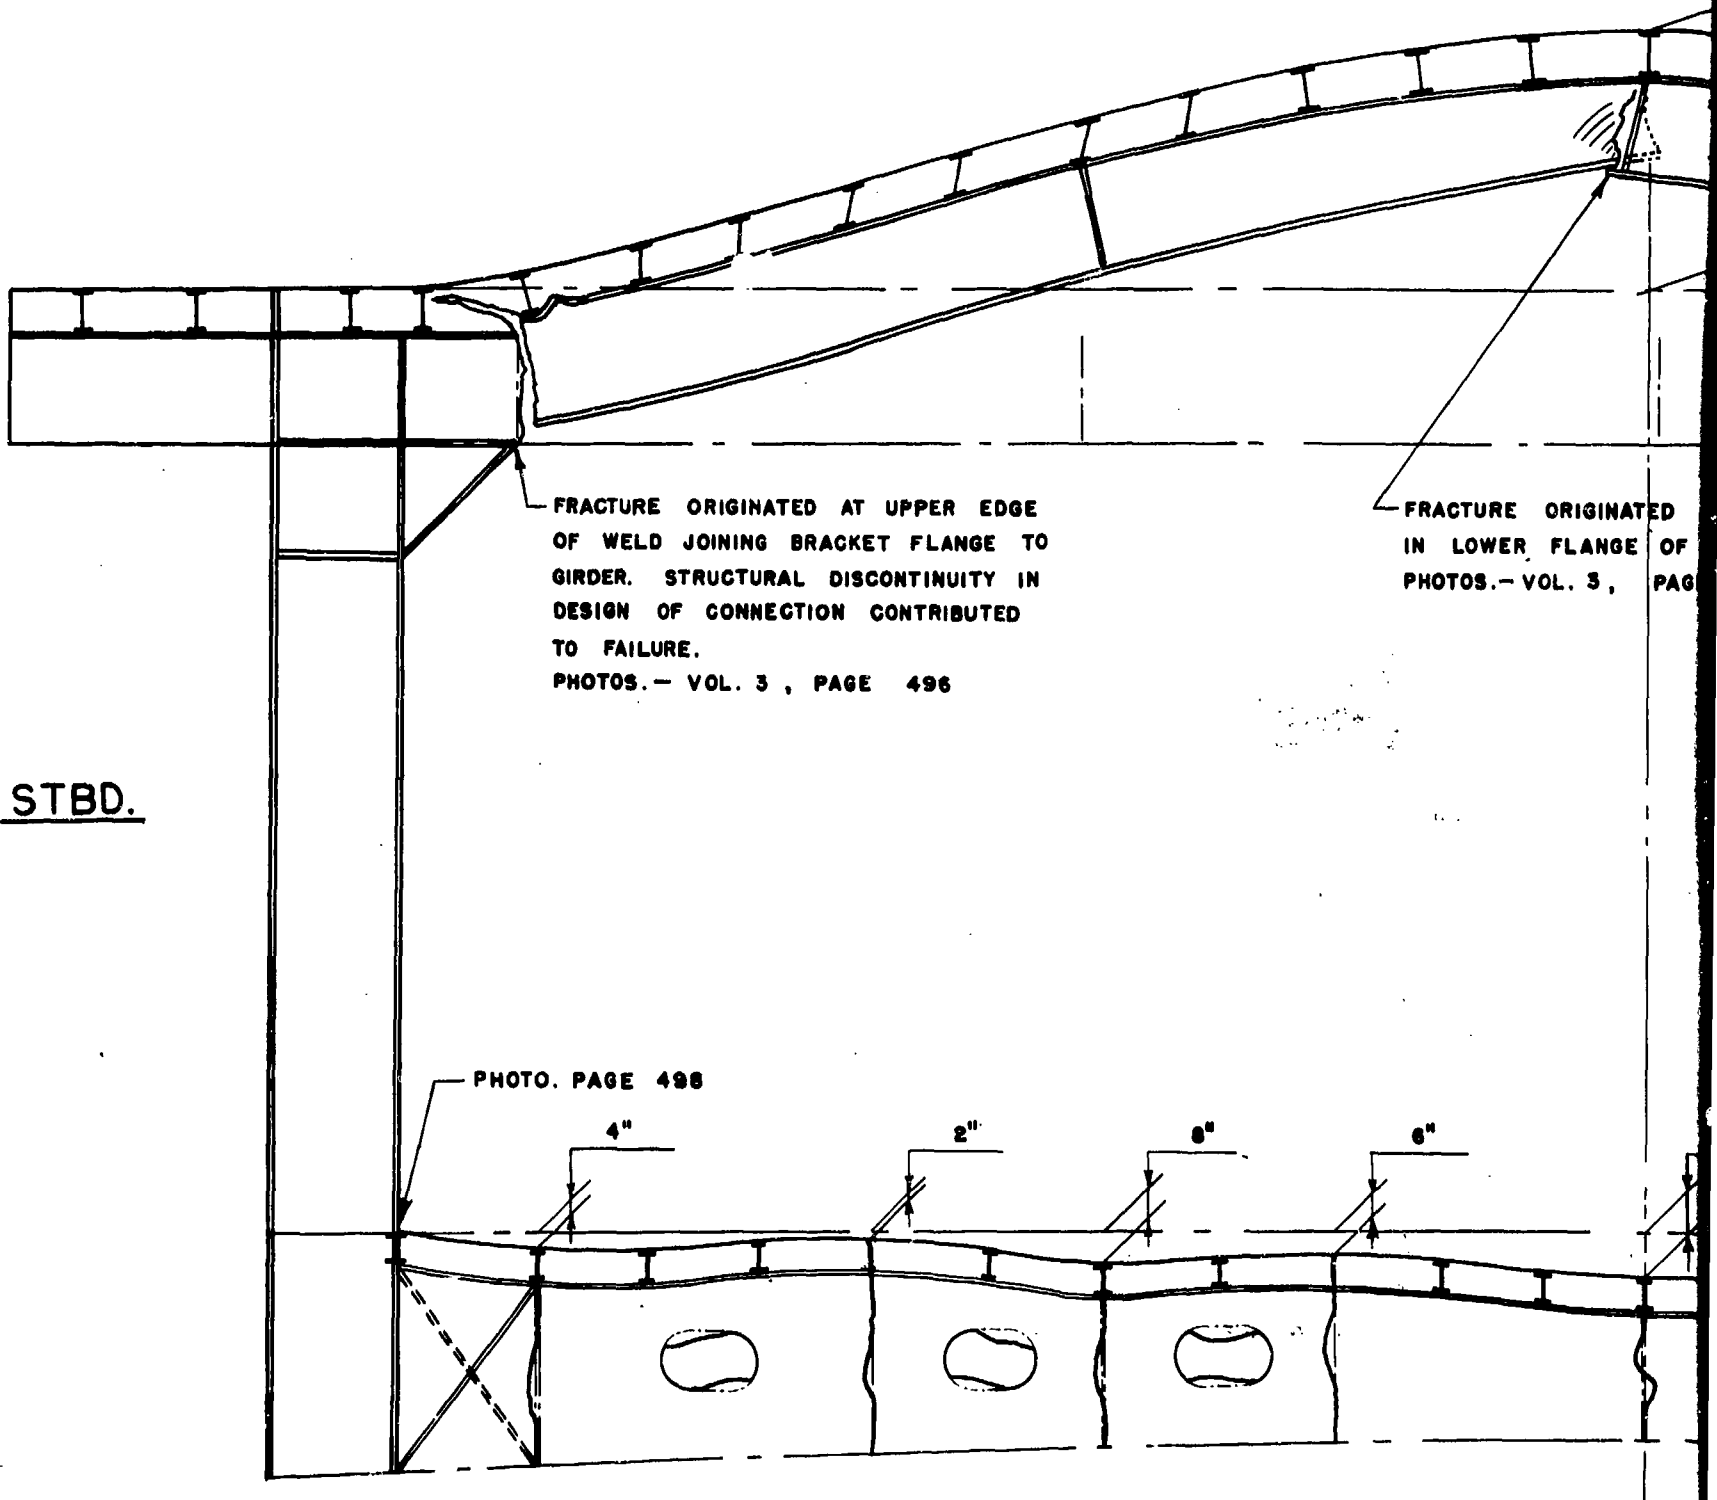 FRACTURE ORIGINATED AT UPPER EDGE
OF WELD JOINING BRACKET FLANGE TO
GIRDER. STRUCTURAL DISCONTINUITY IN
DESIGN OF CONNECTION CONTRIBUTED
TO FAILURE.
PHOTOS.— VOL. 3 , PAGE 496
FRACTURE ORIGINATED
IN LOWER FLANGE OF
PHOTOS.— VOL. 3 ,
STBD.
PHOTO. PAGE 498
4"
2"
8"
6"